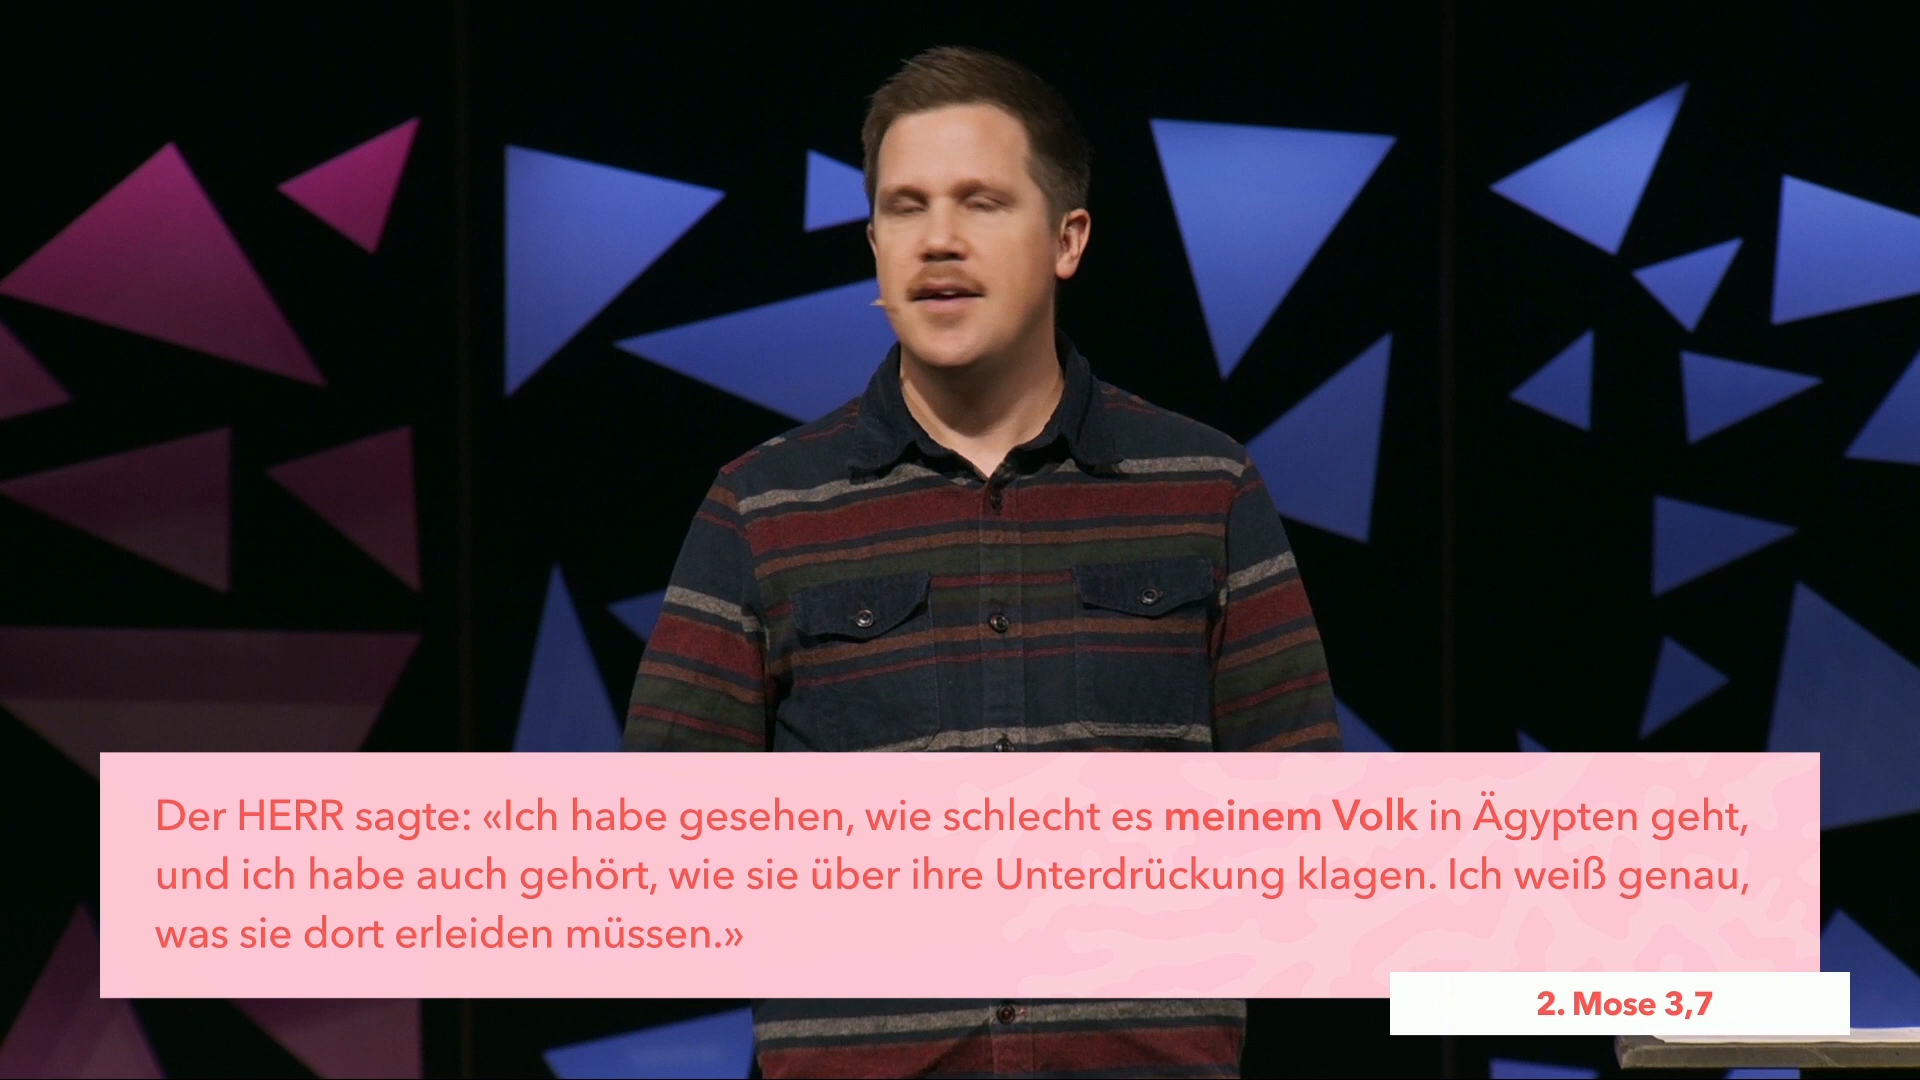 Der HERR sagte: «Ich habe gesehen, wie schlecht es meinem Volk in Ägypten geht,
und ich habe auch gehört, wie sie über ihre Unterdrückung klagen. Ich weiß genau,
was sie dort erleiden müssen.»
2. Mose 3,7